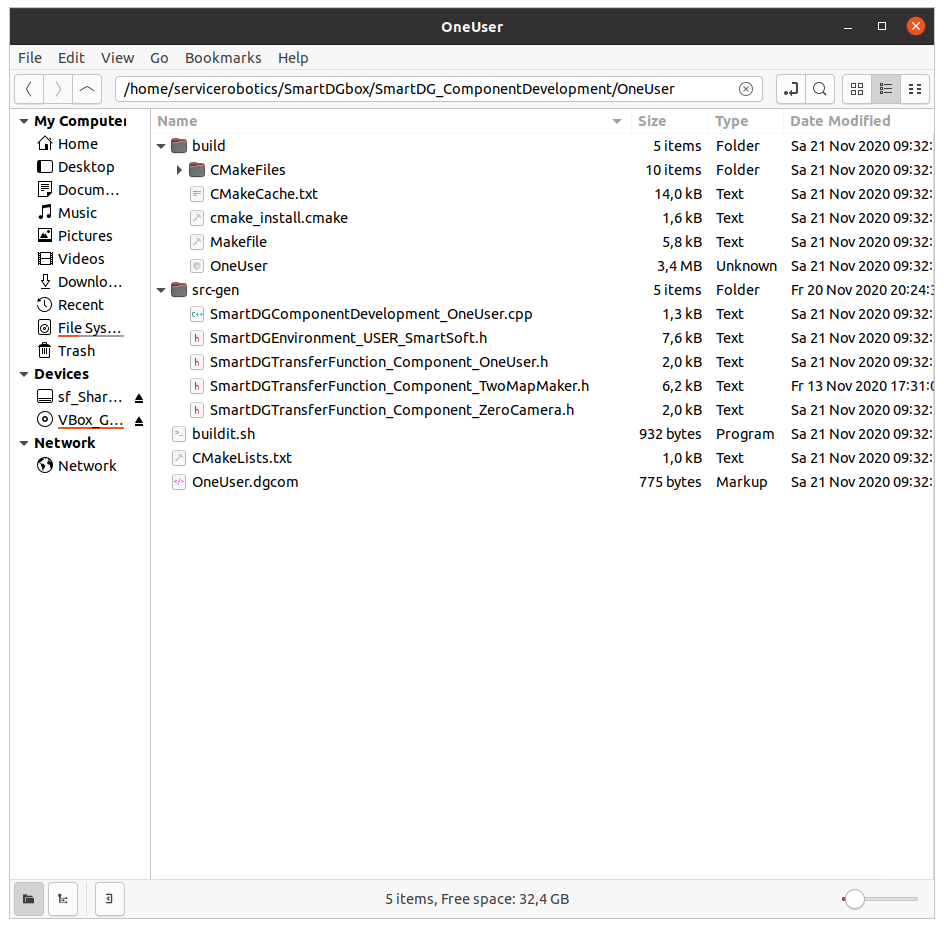 OneUser
File Edit View Go Bookmarks Help
/home/servicerobotics/SmartDGbox/SmartDG_ComponentDevelopment/OneUser
My Computer
Home
Desktop
Docum...
Music
Pictures
Videos
Downlo...
Recent
File Sys...
Trash
Devices
sf_Shar...
VBox_G...
Network
Network
Name Size Type Date Modified
build 5 items Folder Sa 21 Nov 2020 09:32:
CMakeFiles 10 items Folder Sa 21 Nov 2020 09:32:
CMakeCache.txt 14,0 kB Text Sa 21 Nov 2020 09:32:
cmake_install.cmake 1,6 kB Text Sa 21 Nov 2020 09:32:
Makefile 5,8 kB Text Sa 21 Nov 2020 09:32:
OneUser 3,4 MB Unknown Sa 21 Nov 2020 09:32:
src-gen 5 items Folder Fr 20 Nov 2020 20:24:3
C++ SmartDGComponentDevelopment_OneUser.cpp 1,3 kB Text Sa 21 Nov 2020 09:32:
h SmartDGEnvironment_USER_SmartSoft.h 7,6 kB Text Sa 21 Nov 2020 09:32:
h SmartDGTransferFunction_Component_OneUser.h 2,0 kB Text Sa 21 Nov 2020 09:32:
h SmartDGTransferFunction_Component_TwoMapMaker.h 6,2 kB Text Fr 13 Nov 2020 17:31:0
h SmartDGTransferFunction_Component_ZeroCamera.h 2,0 kB Text Sa 21 Nov 2020 09:32:
buildit.sh 932 bytes Program Sa 21 Nov 2020 09:32:
CMakeLists.txt 1,0 kB Text Sa 21 Nov 2020 09:32:
OneUser.dgcom 775 bytes Markup Sa 21 Nov 2020 09:32:
5 items, Free space: 32,4 GB